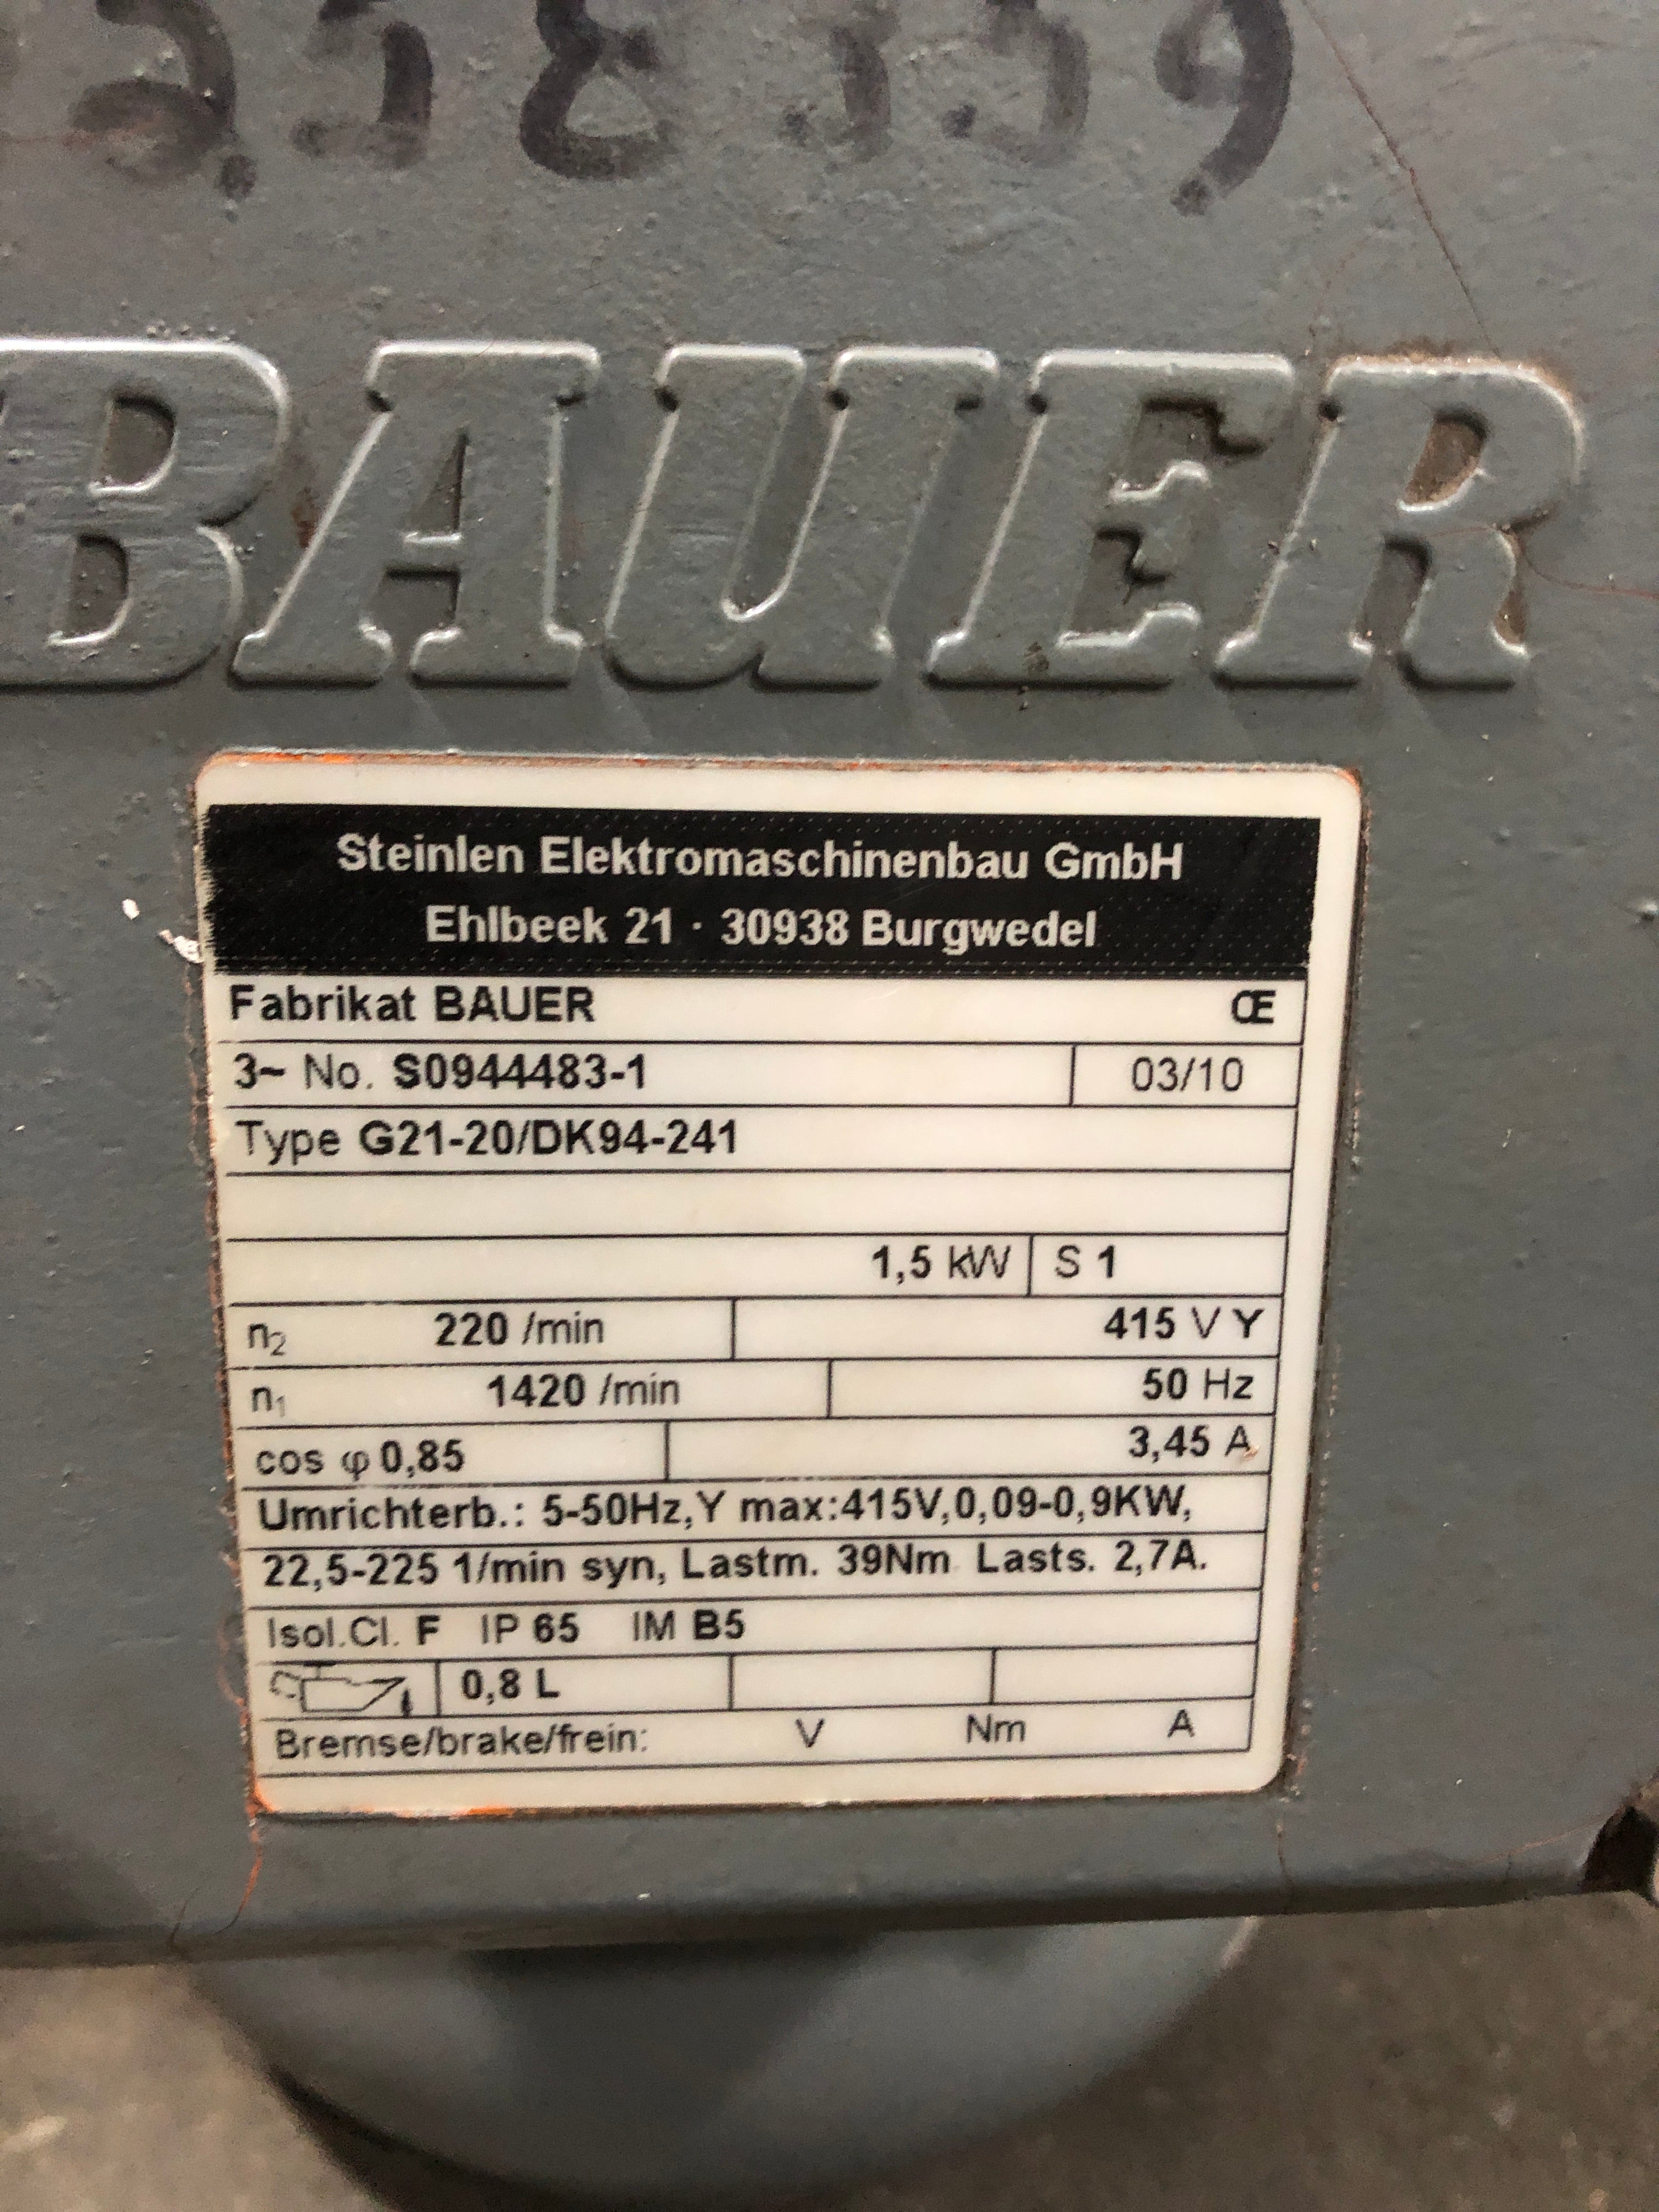 258359
BAUER
Steinlen Elektromaschinenbau GmbH
Ehlbeek 21 · 30938 Burgwedel
Fabrikat BAUER CE
3~ No. S0944483-1 03/10
Type G21-20/DK94-241
1,5 kW S 1
n₂ 220 /min 415 V Y
n₁ 1420 /min 50 Hz
cos φ 0,85 3,45 A
Umrichterb.: 5-50Hz,Y max:415V,0,09-0,9KW,
22,5-225 1/min syn, Lastm. 39Nm Lasts. 2,7A.
Isol.Cl. F IP 65 IM B5
0,8 L
Bremse/brake/frein: V Nm A